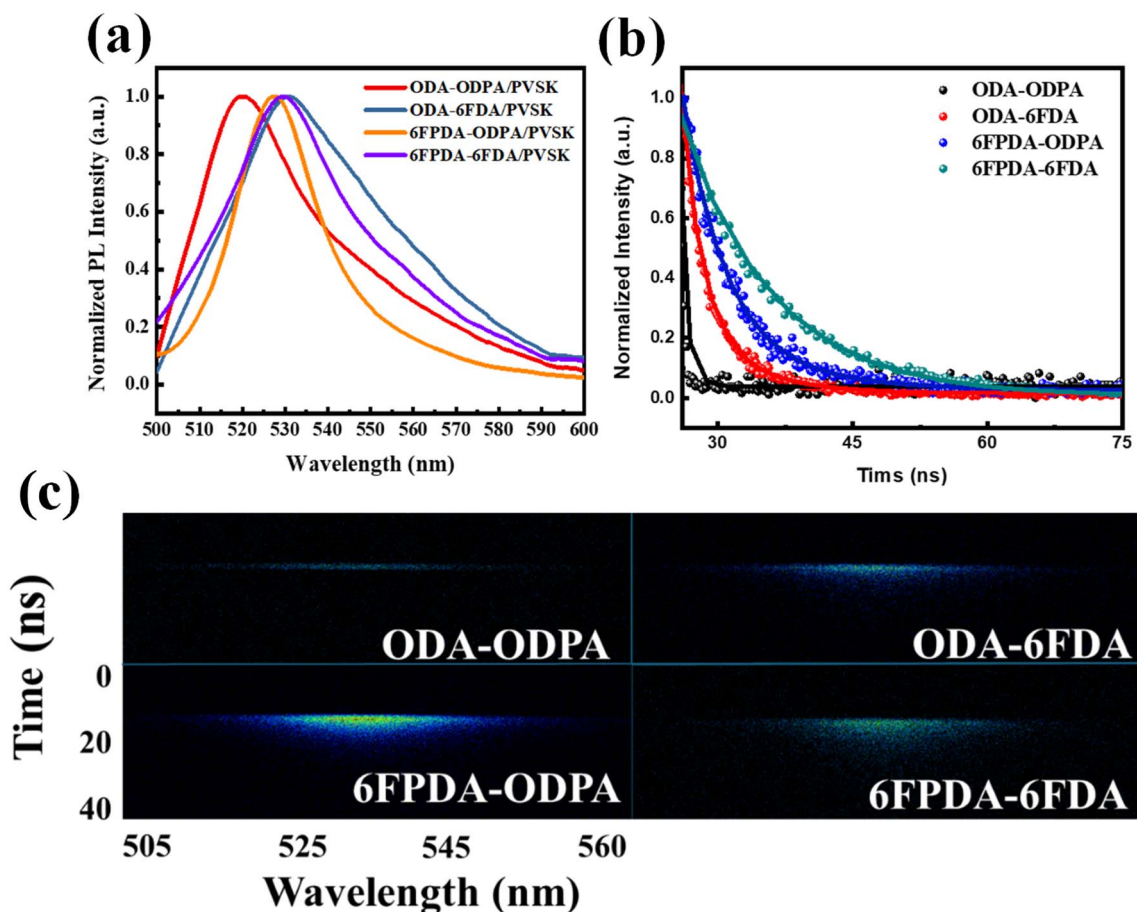 (a)
Normalized PL Intensity (a.u.)
1.0
0.8
0.6
0.4
0.2
0.0
ODA-ODPA/PVSK
ODA-6FDA/PVSK
6FPDA-ODPA/PVSK
6FPDA-6FDA/PVSK
500 510 520 530 540 550 560 570 580 590 600
Wavelength (nm)
(b)
Normalized Intensity (a.u.)
1.0
0.8
0.6
0.4
0.2
0.0
ODA-ODPA
ODA-6FDA
6FPDA-ODPA
6FPDA-6FDA
30 45 60 75
Tims (ns)
(c)
Time (ns)
0
20
40
ODA-ODPA
ODA-6FDA
6FPDA-ODPA
6FPDA-6FDA
505 525 545 560
Wavelength (nm)